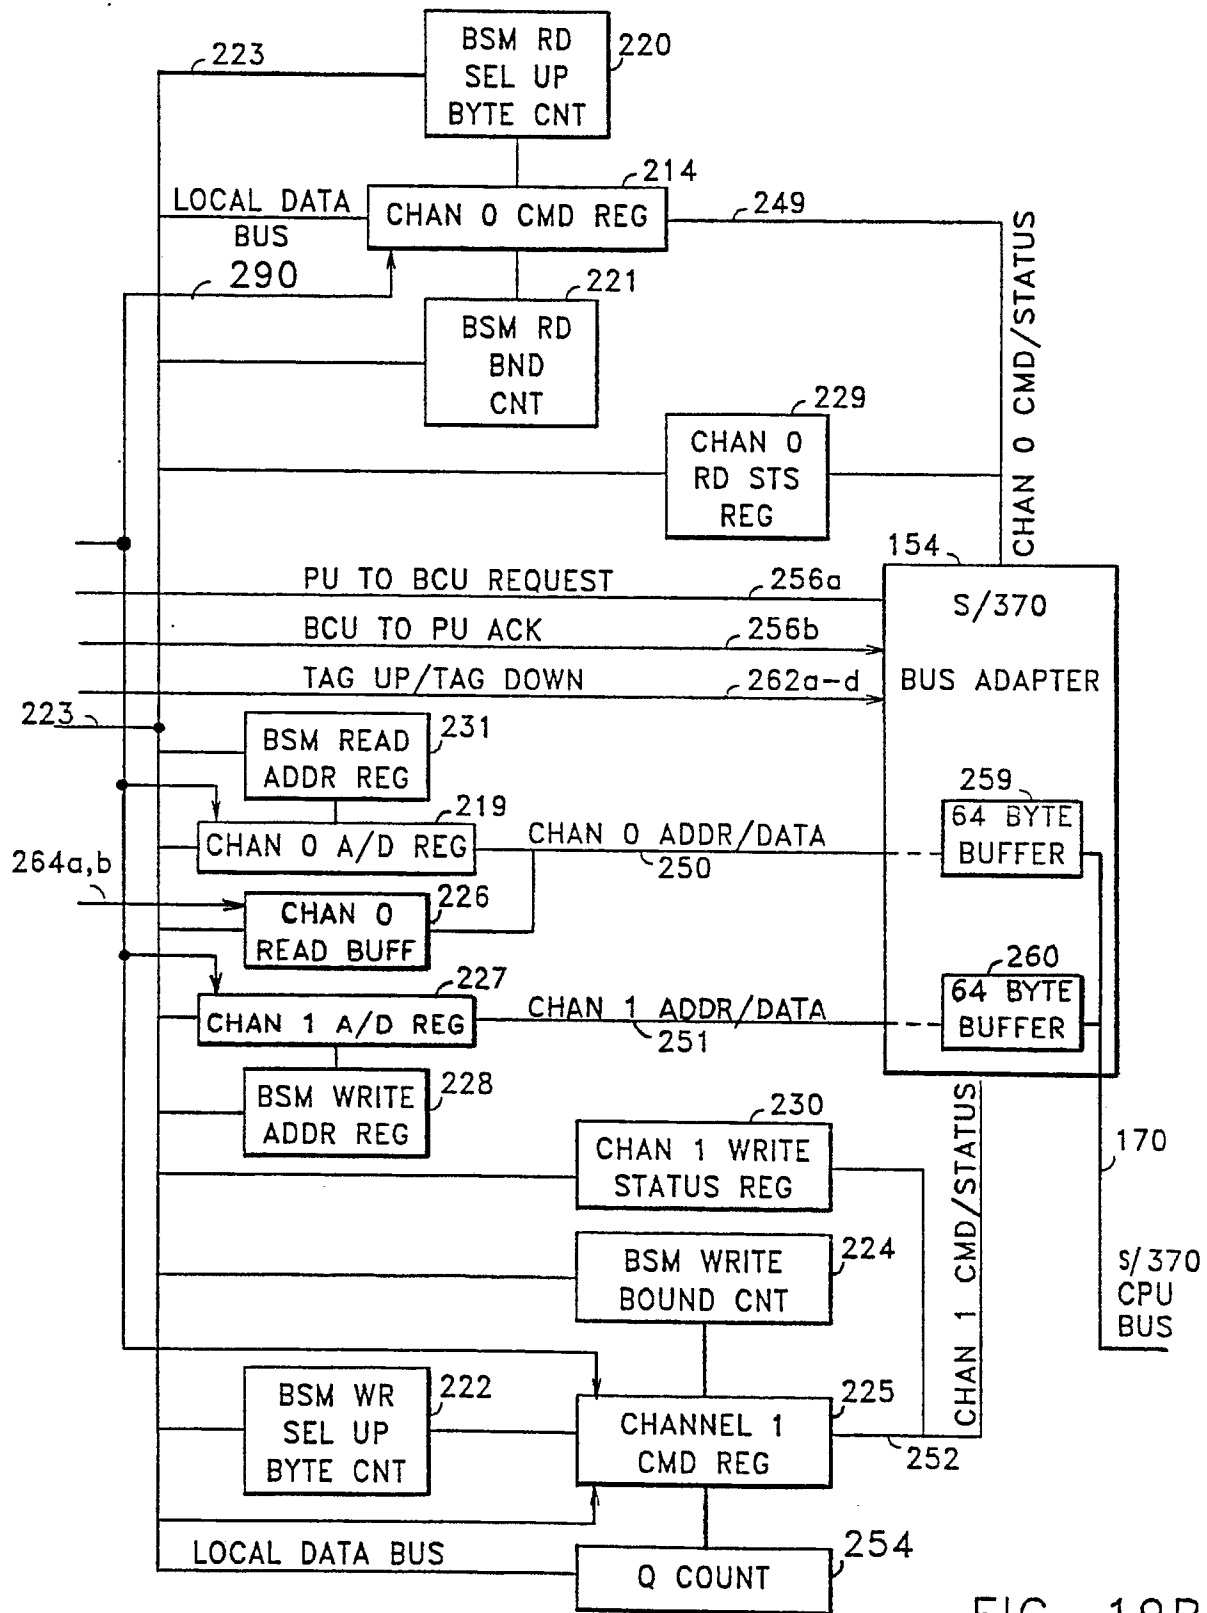 BSM RD
SEL UP
BYTE CNT
220
223
214
LOCAL DATA
BUS
CHAN 0 CMD REG
249
290
221
BSM RD
BND
CNT
CHAN 0 CMD/STATUS
229
CHAN 0
RD STS
REG
154
PU TO BCU REQUEST
256a
BCU TO PU ACK
256b
TAG UP/TAG DOWN
262a-d
S/370
BUS ADAPTER
223
BSM READ
ADDR REG
231
219
CHAN 0 A/D REG
CHAN 0 ADDR/DATA
250
259
64 BYTE
BUFFER
264a,b
CHAN 0
READ BUFF
226
227
CHAN 1 A/D REG
CHAN 1 ADDR/DATA
251
260
64 BYTE
BUFFER
BSM WRITE
ADDR REG
228
230
CHAN 1 WRITE
STATUS REG
CHAN 1 CMD/STATUS
170
BSM WRITE
BOUND CNT
224
S/370
CPU
BUS
BSM WR
SEL UP
BYTE CNT
222
CHANNEL 1
CMD REG
225
252
LOCAL DATA BUS
Q COUNT
254